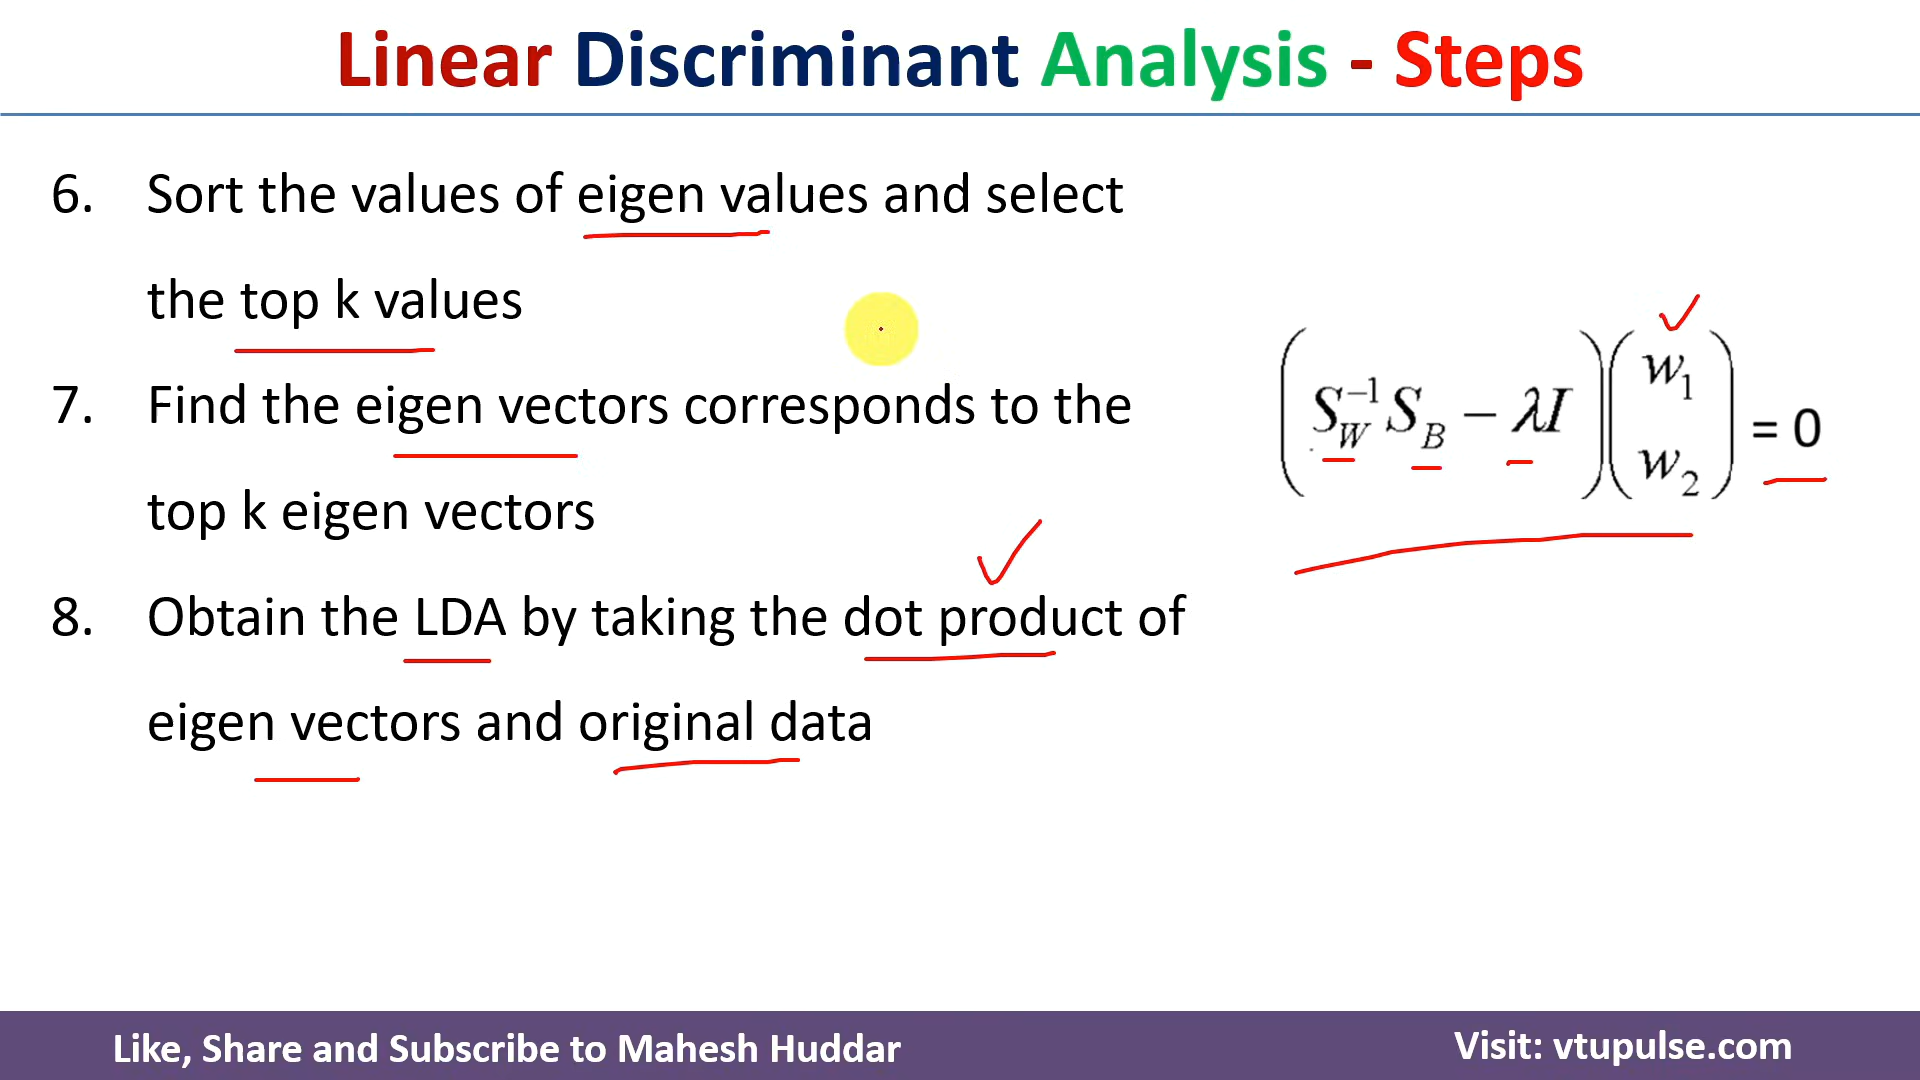 Linear Discriminant Analysis - Steps
6. Sort the values of eigen values and select
the top k values
7. Find the eigen vectors corresponds to the
top k eigen vectors
8. Obtain the LDA by taking the dot product of
eigen vectors and original data
(S_W^{-1} S_B − λI) (w_1 w_2) = 0
Like, Share and Subscribe to Mahesh Huddar
Visit: vtupulse.com